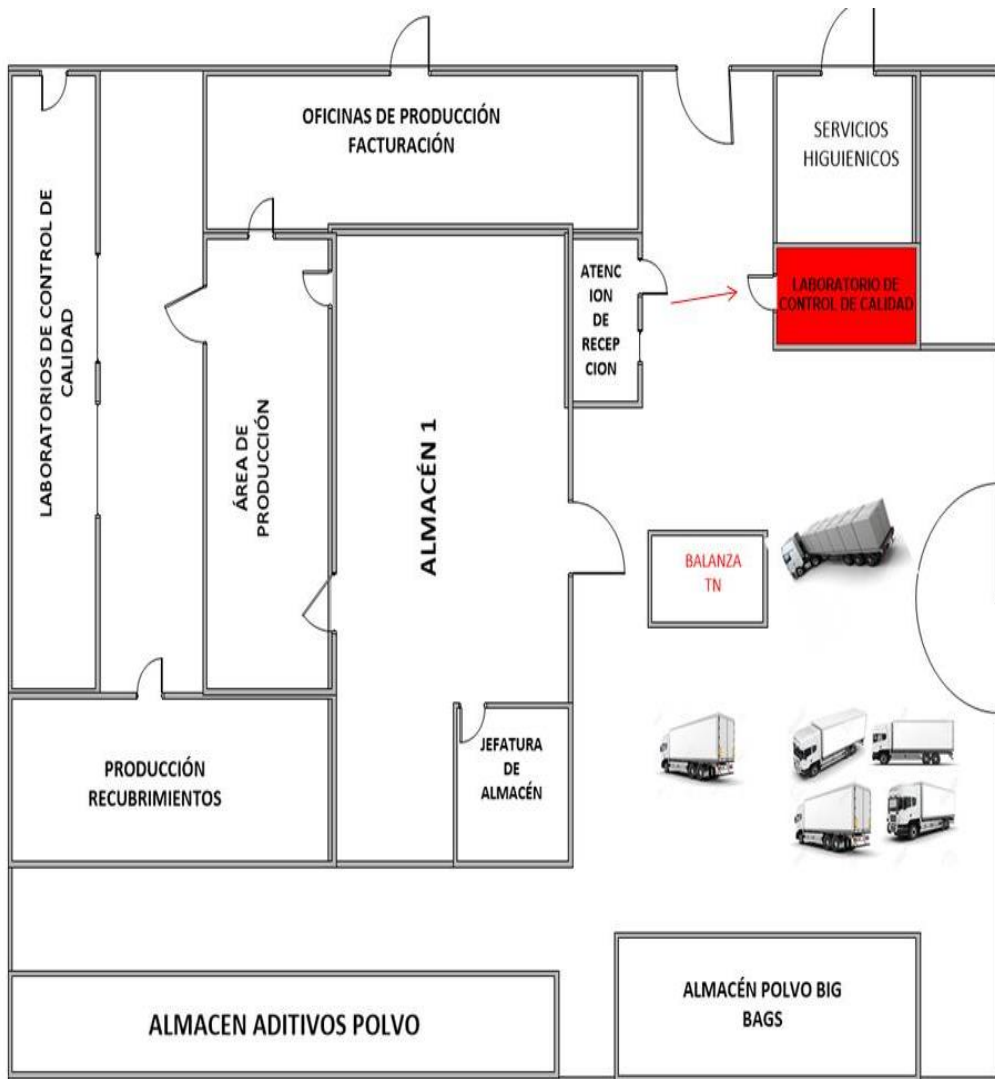 OFICINAS DE PRODUCCIÓN
FACTURACIÓN
SERVICIOS
HIGUIENICOS
LABORATORIOS DE CONTROL DE
CALIDAD
ÁREA DE
PRODUCCIÓN
ALMACÉN 1
ATENC
ION
DE
RECEP
CION
LABORATORIO DE
CONTROL DE CALIDAD
BALANZA
TN
PRODUCCIÓN
RECUBRIMIENTOS
JEFATURA
DE
ALMACÉN
ALMACEN ADITIVOS POLVO
ALMACÉN POLVO BIG
BAGS